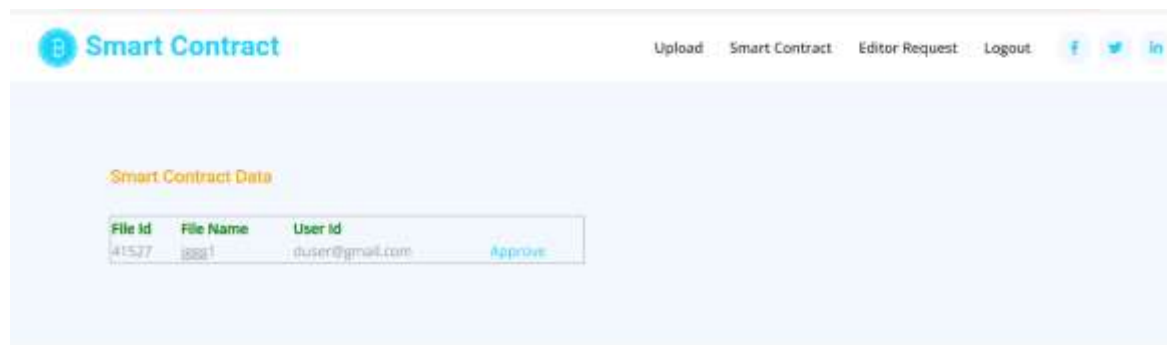 Smart Contract
Upload Smart Contract Editor Request Logout
Smart Contract Data
File Id File Name User Id
41527 duser@gmail.com Approve